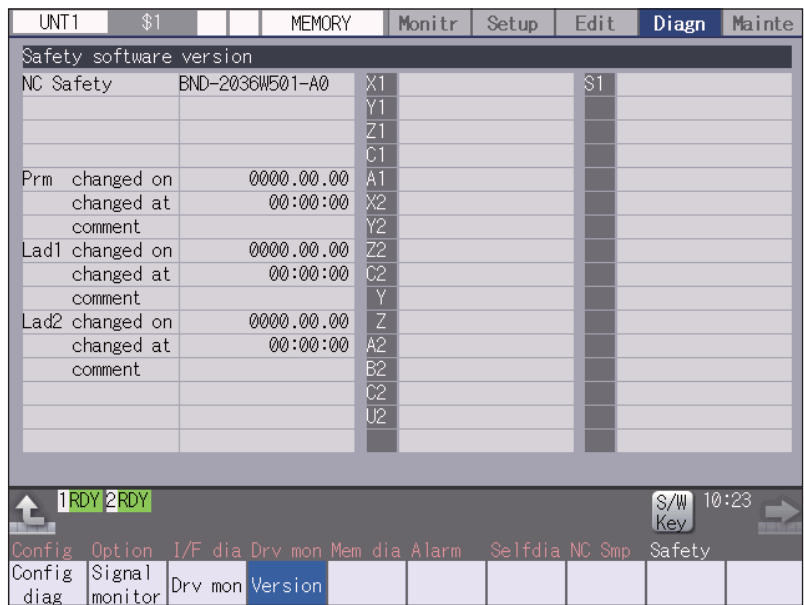 UNT1 $1 MEMORY Monitr Setup Edit Diagn Mainte
Safety software version
NC Safety BND-2036W501-A0 X1 S1
Y1
Z1
C1
Prm changed on 0000.00.00 A1
changed at 00:00:00 X2
comment Y2
Lad1 changed on 0000.00.00 Z2
changed at 00:00:00 C2
comment Y
Lad2 changed on 0000.00.00 Z
changed at 00:00:00 A2
comment B2
C2
U2
1RDY 2RDY S/W Key 10:23
Config Option I/F dia Drv mon Mem dia Alarm Selfdia NC Smp Safety
Config diag Signal monitor Drv mon Version